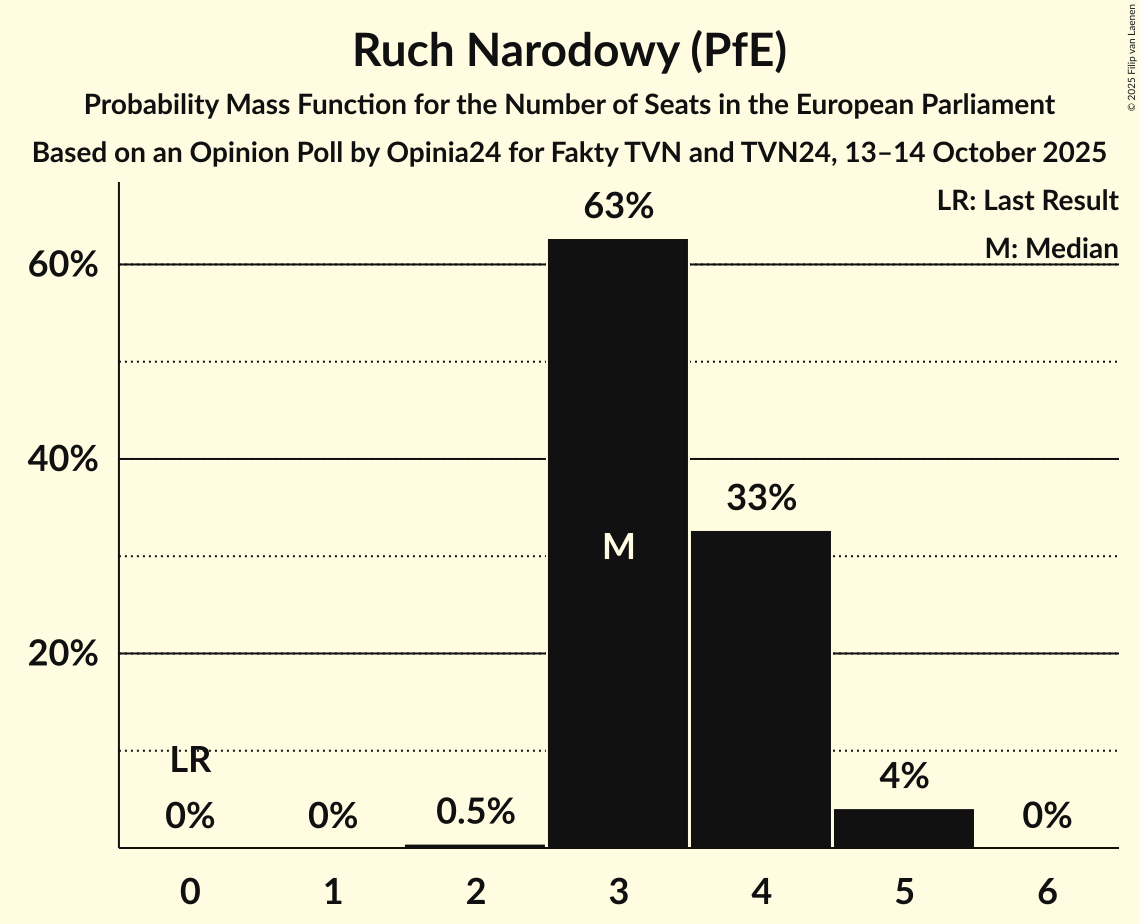 Ruch Narodowy (PfE)
Probability Mass Function for the Number of Seats in the European Parliament
Based on an Opinion Poll by Opinia24 for Fakty TVN and TVN24, 13–14 October 2025
© 2025 Filip van Laenen
LR: Last Result
M: Median
63%
60%
40%
33%
M
20%
LR
4%
0%
0%
0.5%
0%
0
1
2
3
4
5
6